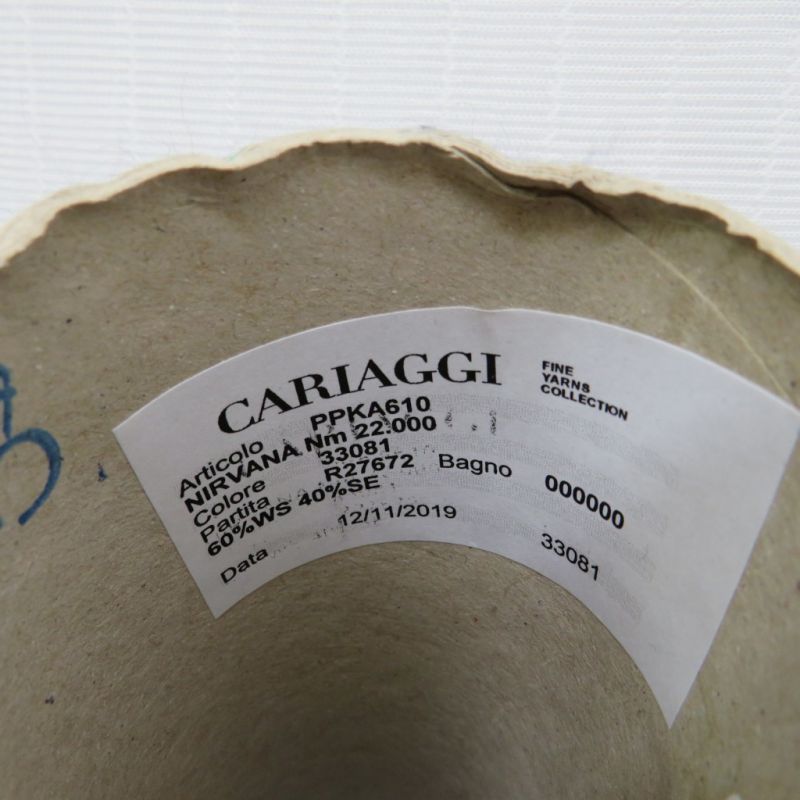 CARIAGGI
FINE
YARNS
COLLECTION
Articolo PPKA610
NIRVANA Nm 22.000
Colore 33081
Partita R27672 Bagno 000000
60%WS 40%SE
Data 12/11/2019 33081